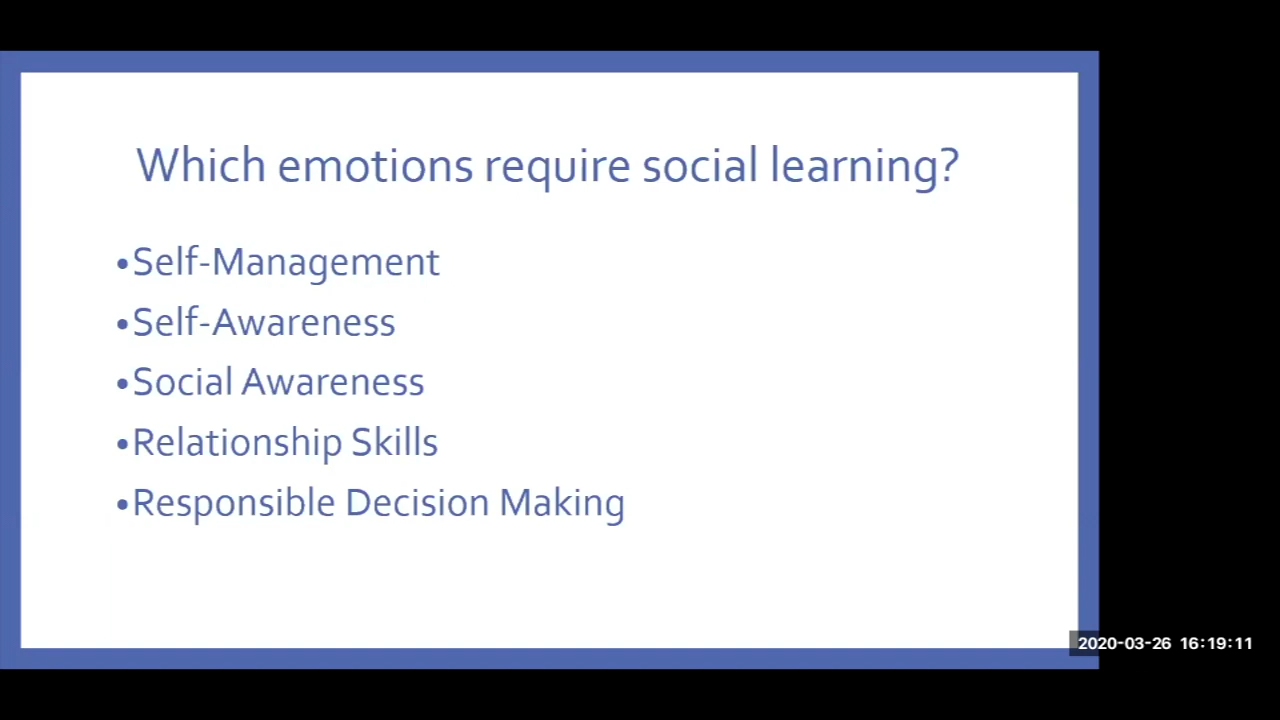 Which emotions require social learning?
•Self-Management
•Self-Awareness
•Social Awareness
•Relationship Skills
•Responsible Decision Making
2020-03-26 16:19:11